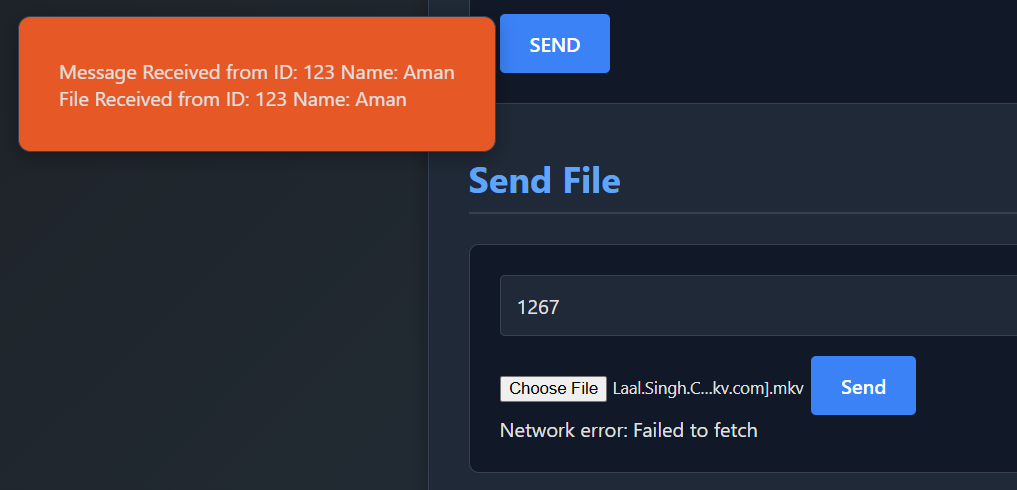 Message Received from ID: 123 Name: Aman
File Received from ID: 123 Name: Aman
SEND
Send File
1267
Choose File Laal.Singh.C...kv.com].mkv Send
Network error: Failed to fetch